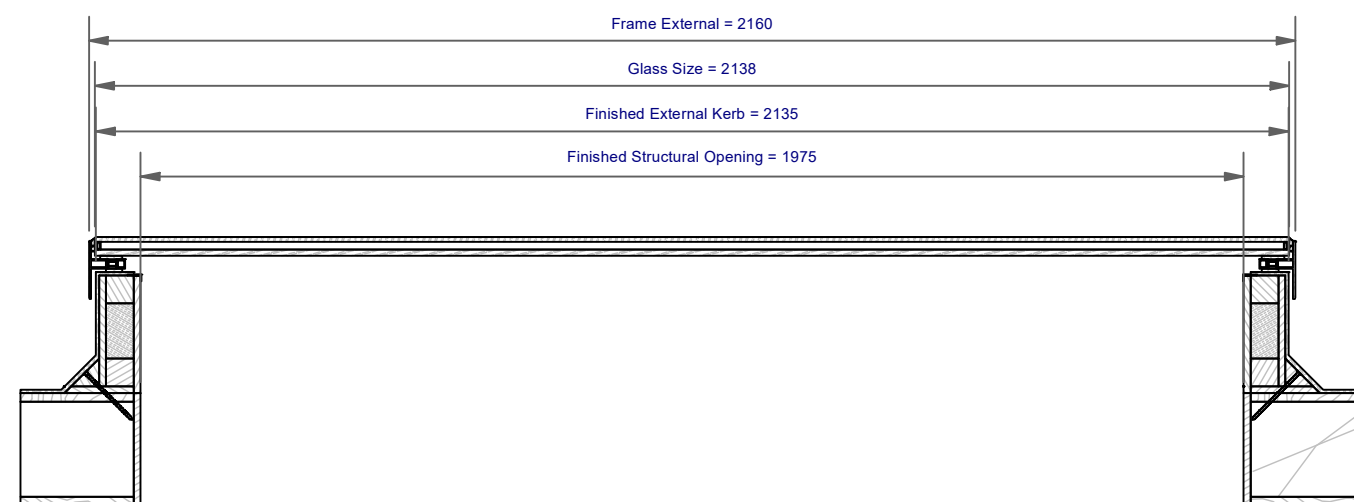 Frame External = 2160
Glass Size = 2138
Finished External Kerb = 2135
Finished Structural Opening = 1975